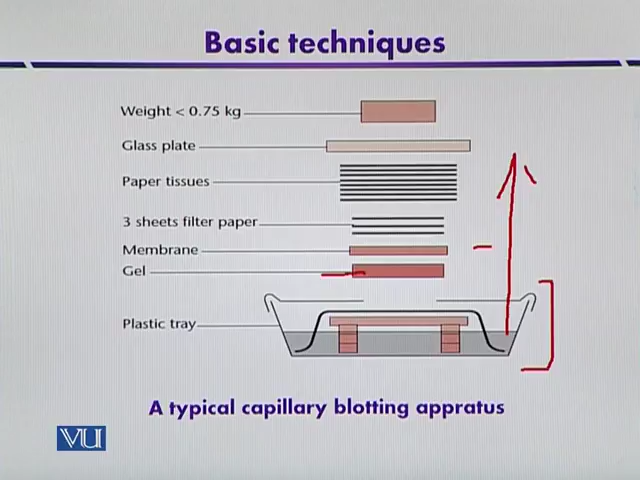 Basic techniques
Weight < 0.75 kg
Glass plate
Paper tissues
3 sheets filter paper
Membrane
Gel
Plastic tray
A typical capillary blotting appratus
VU